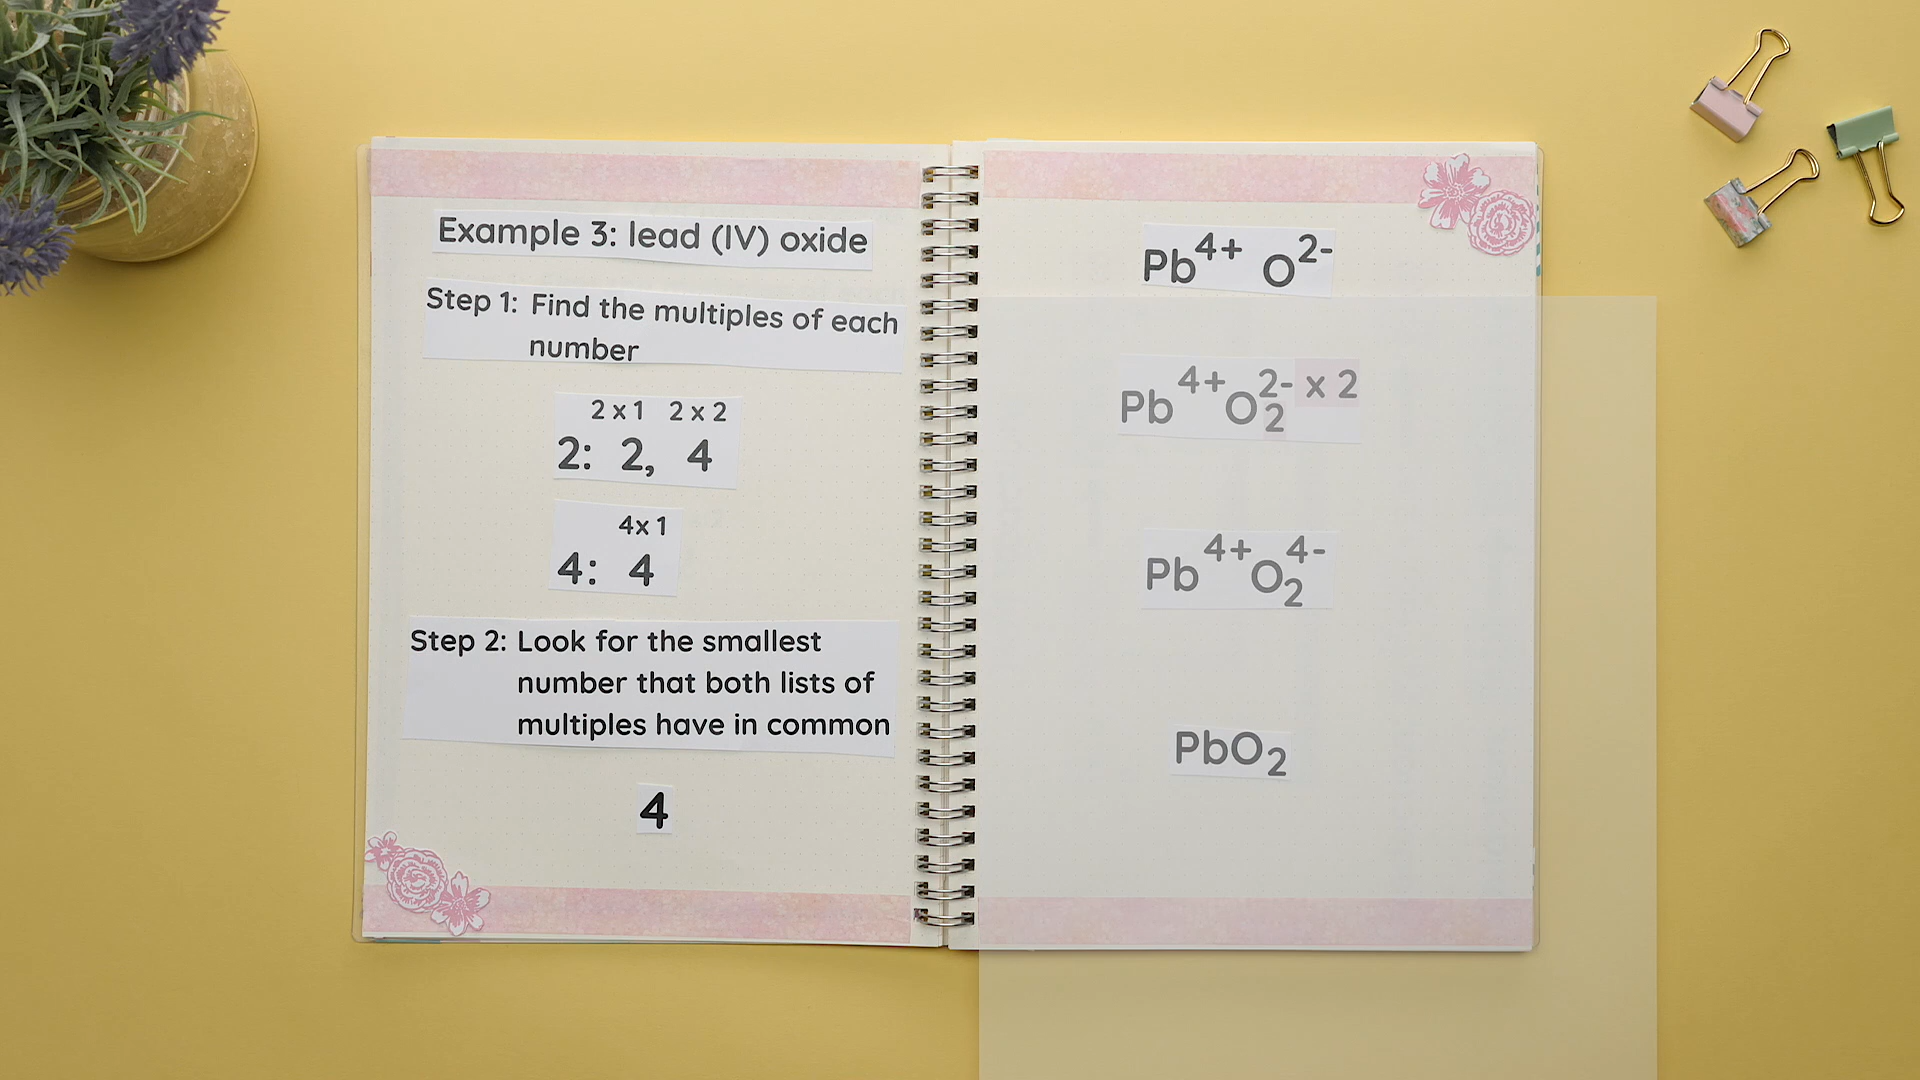 Example 3: lead (IV) oxide
Step 1: Find the multiples of each
number
2 x 1 2 x 2
2: 2, 4
4x 1
4: 4
Step 2: Look for the smallest
number that both lists of
multiples have in common
4
Pb⁴⁺ O²⁻
Pb⁴⁺O₂²⁻ x 2
Pb⁴⁺O₂⁴⁻
PbO₂